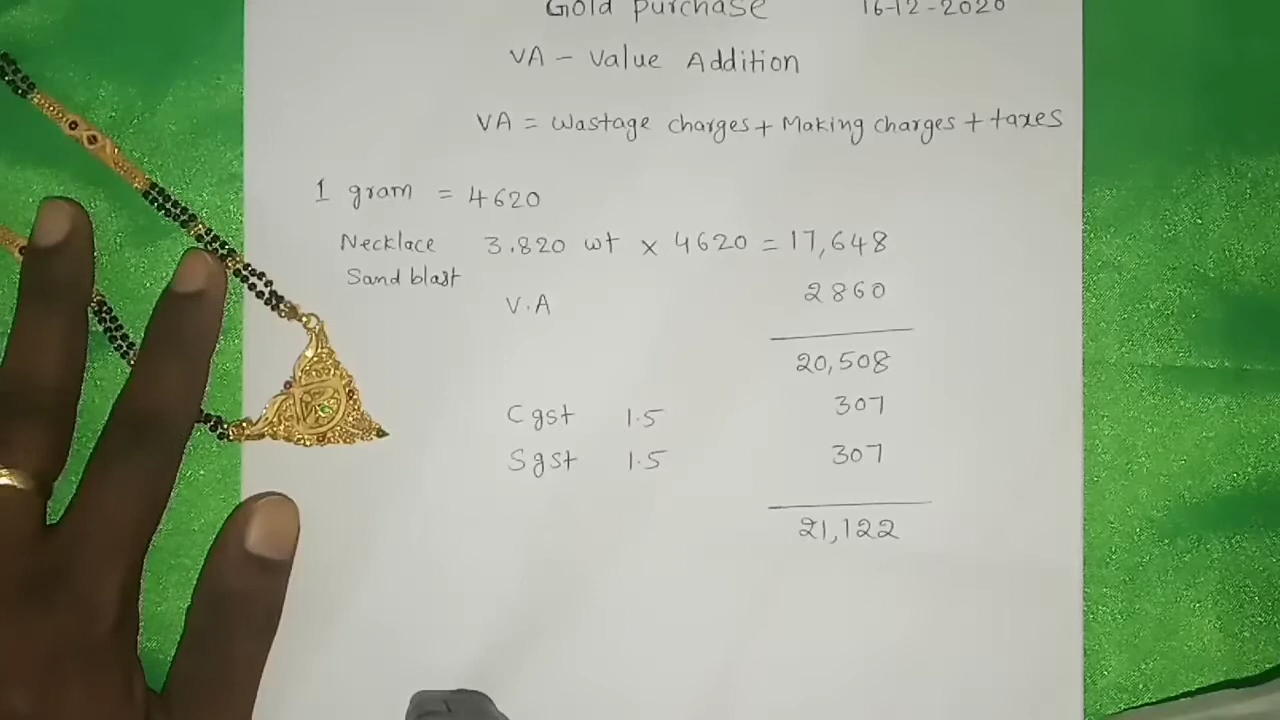 Gold purchase 16-12-2020
VA - Value Addition
VA = Wastage charges + Making charges + taxes
1 gram = 4620
Necklace 3.820 wt x 4620 = 17,648
Sand blast
V.A 2860
20,508
Cgst 1.5 307
Sgst 1.5 307
21,122